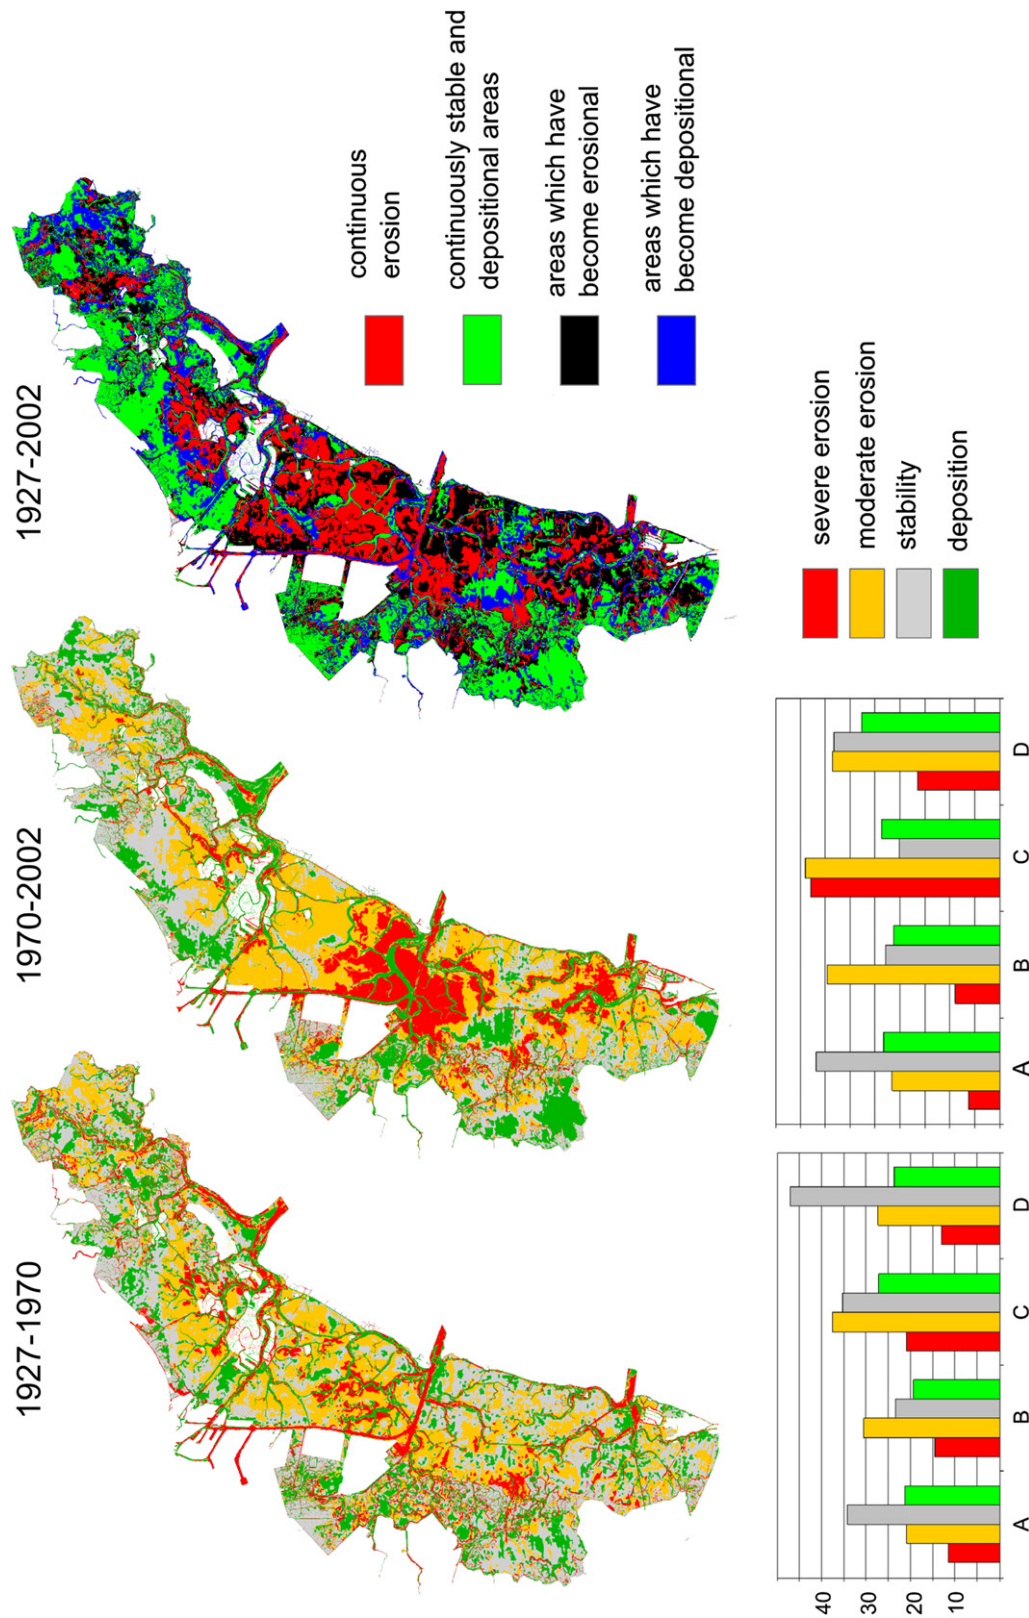 1927-1970
1970-2002
1927-2002
continuous
erosion
continuously stable and
depositional areas
areas which have
become erosional
areas which have
become depositional
severe erosion
moderate erosion
stability
deposition
40
30
20
10
A
B
C
D
A
B
C
D